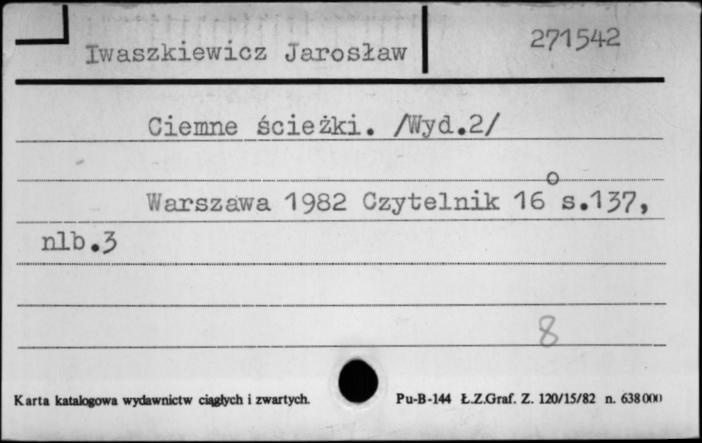 Iwaszkiewicz Jarosław 271542
Ciemne ścieżki. /Wyd.2/
Warszawa 1982 Czytelnik 16° s.137,
nlb.3
8
Karta katalogowa wydawnictw ciągłych i zwartych. Pu-B-144 Ł.Z.Graf. Z. 120/15/82 n. 638000